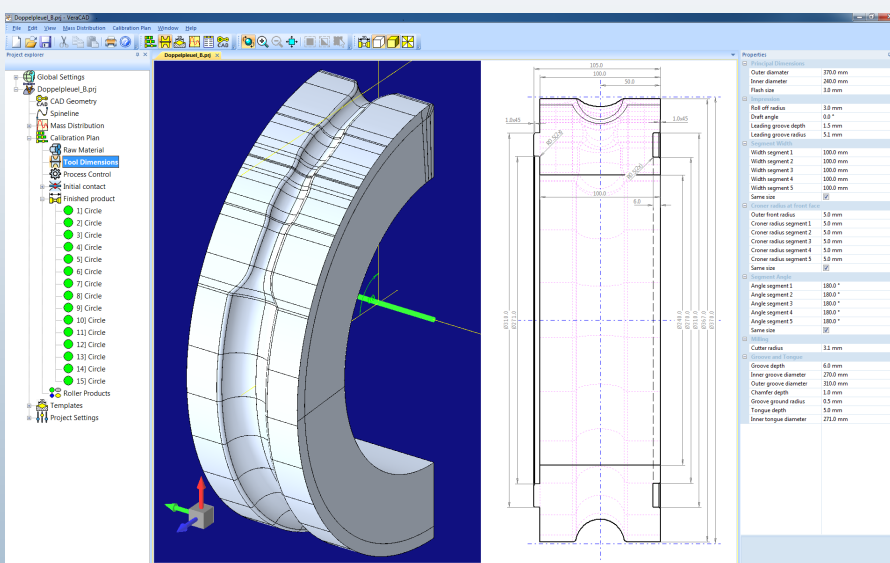 Doppelpleuel_B.prj - VeraCAD
File Edit View Mass Distribution Calibration Plan Window Help
Project explorer
Global Settings
Doppelpleuel_B.prj
CAD CAD Geometry
Spineline
Mass Distribution
Calibration Plan
Raw Material
Tool Dimensions
Process Control
Initial contact
Finished product
1] Circle
2] Circle
3] Circle
4] Circle
5] Circle
6] Circle
7] Circle
8] Circle
9] Circle
10] Circle
11] Circle
12] Circle
13] Circle
14] Circle
15] Circle
Roller Products
Templates
Project Settings
Doppelpleuel_B.prj
105.0
100.0
50.0
1.0x45
1.0x45
100.0
6.0
Properties
Principal Dimensions
Outer diamater 370.0 mm
Inner diameter 240.0 mm
Flash size 3.0 mm
Impression
Roll off radius 3.0 mm
Draft angle 0.0 °
Leading groove depth 1.5 mm
Leading groove radius 5.1 mm
Segment Width
Width segment 1 100.0 mm
Width segment 2 100.0 mm
Width segment 3 100.0 mm
Width segment 4 100.0 mm
Width segment 5 100.0 mm
Same size
Croner radius at front face
Outer front radius 5.0 mm
Croner radius segment 1 5.0 mm
Croner radius segment 2 5.0 mm
Croner radius segment 3 5.0 mm
Croner radius segment 4 5.0 mm
Croner radius segment 5 5.0 mm
Same size
Segment Angle
Angle segment 1 180.0 °
Angle segment 2 180.0 °
Angle segment 3 180.0 °
Angle segment 4 180.0 °
Angle segment 5 180.0 °
Same size
Milling
Cutter radius 3.1 mm
Groove and Tongue
Groove depth 6.0 mm
Inner groove diameter 270.0 mm
Outer groove diameter 310.0 mm
Chamfer depth 1.0 mm
Groove ground radius 0.5 mm
Tongue depth 5.0 mm
Inner tongue diameter 271.0 mm